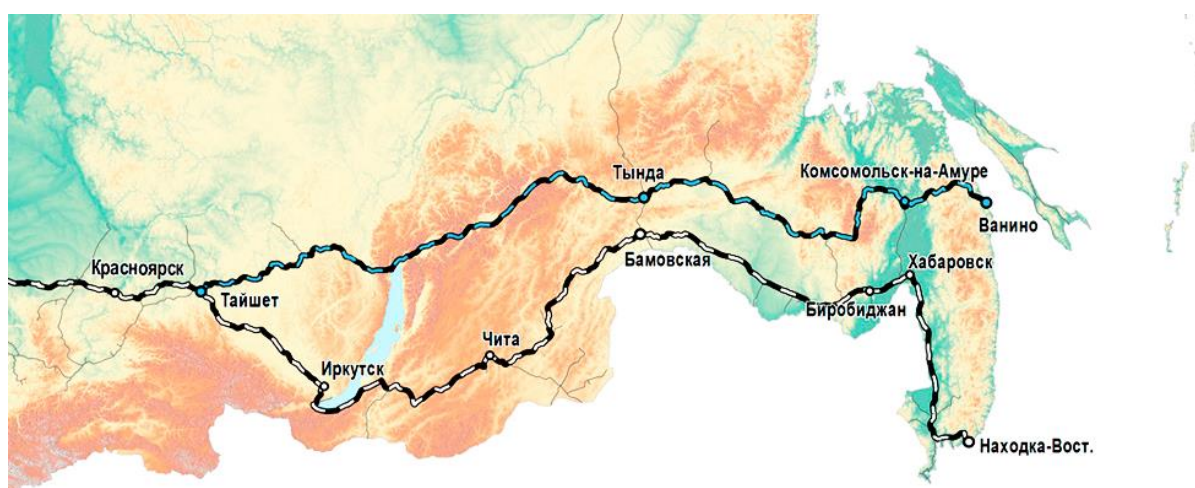 Тында
Комсомольск-на-Амуре
Ванино
Красноярск
Бамовская
Хабаровск
Тайшет
Биробиджан
Чита
Иркутск
Находка-Вост.